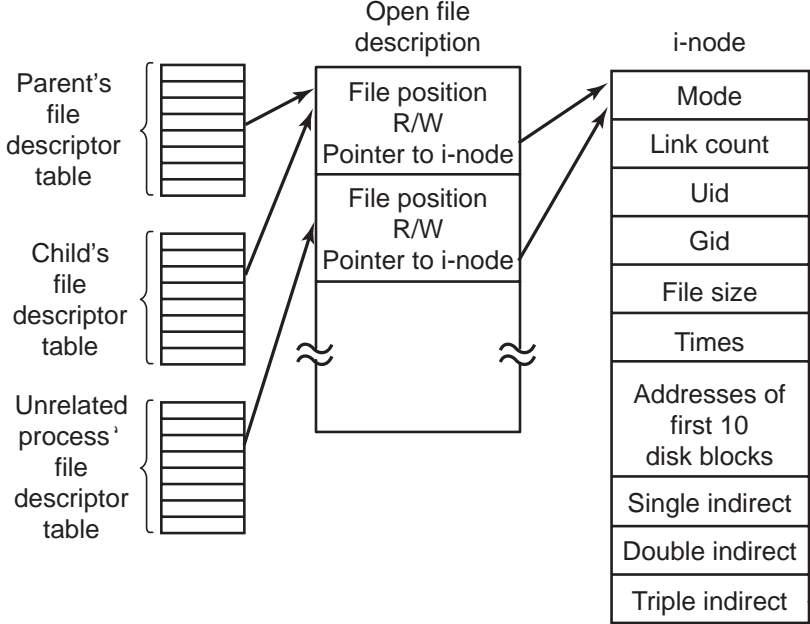 Open file
description
i-node
Parent's
file
descriptor
table
Child's
file
descriptor
table
Unrelated
process'
file
descriptor
table
File position
R/W
Pointer to i-node
File position
R/W
Pointer to i-node
Mode
Link count
Uid
Gid
File size
Times
Addresses of
first 10
disk blocks
Single indirect
Double indirect
Triple indirect